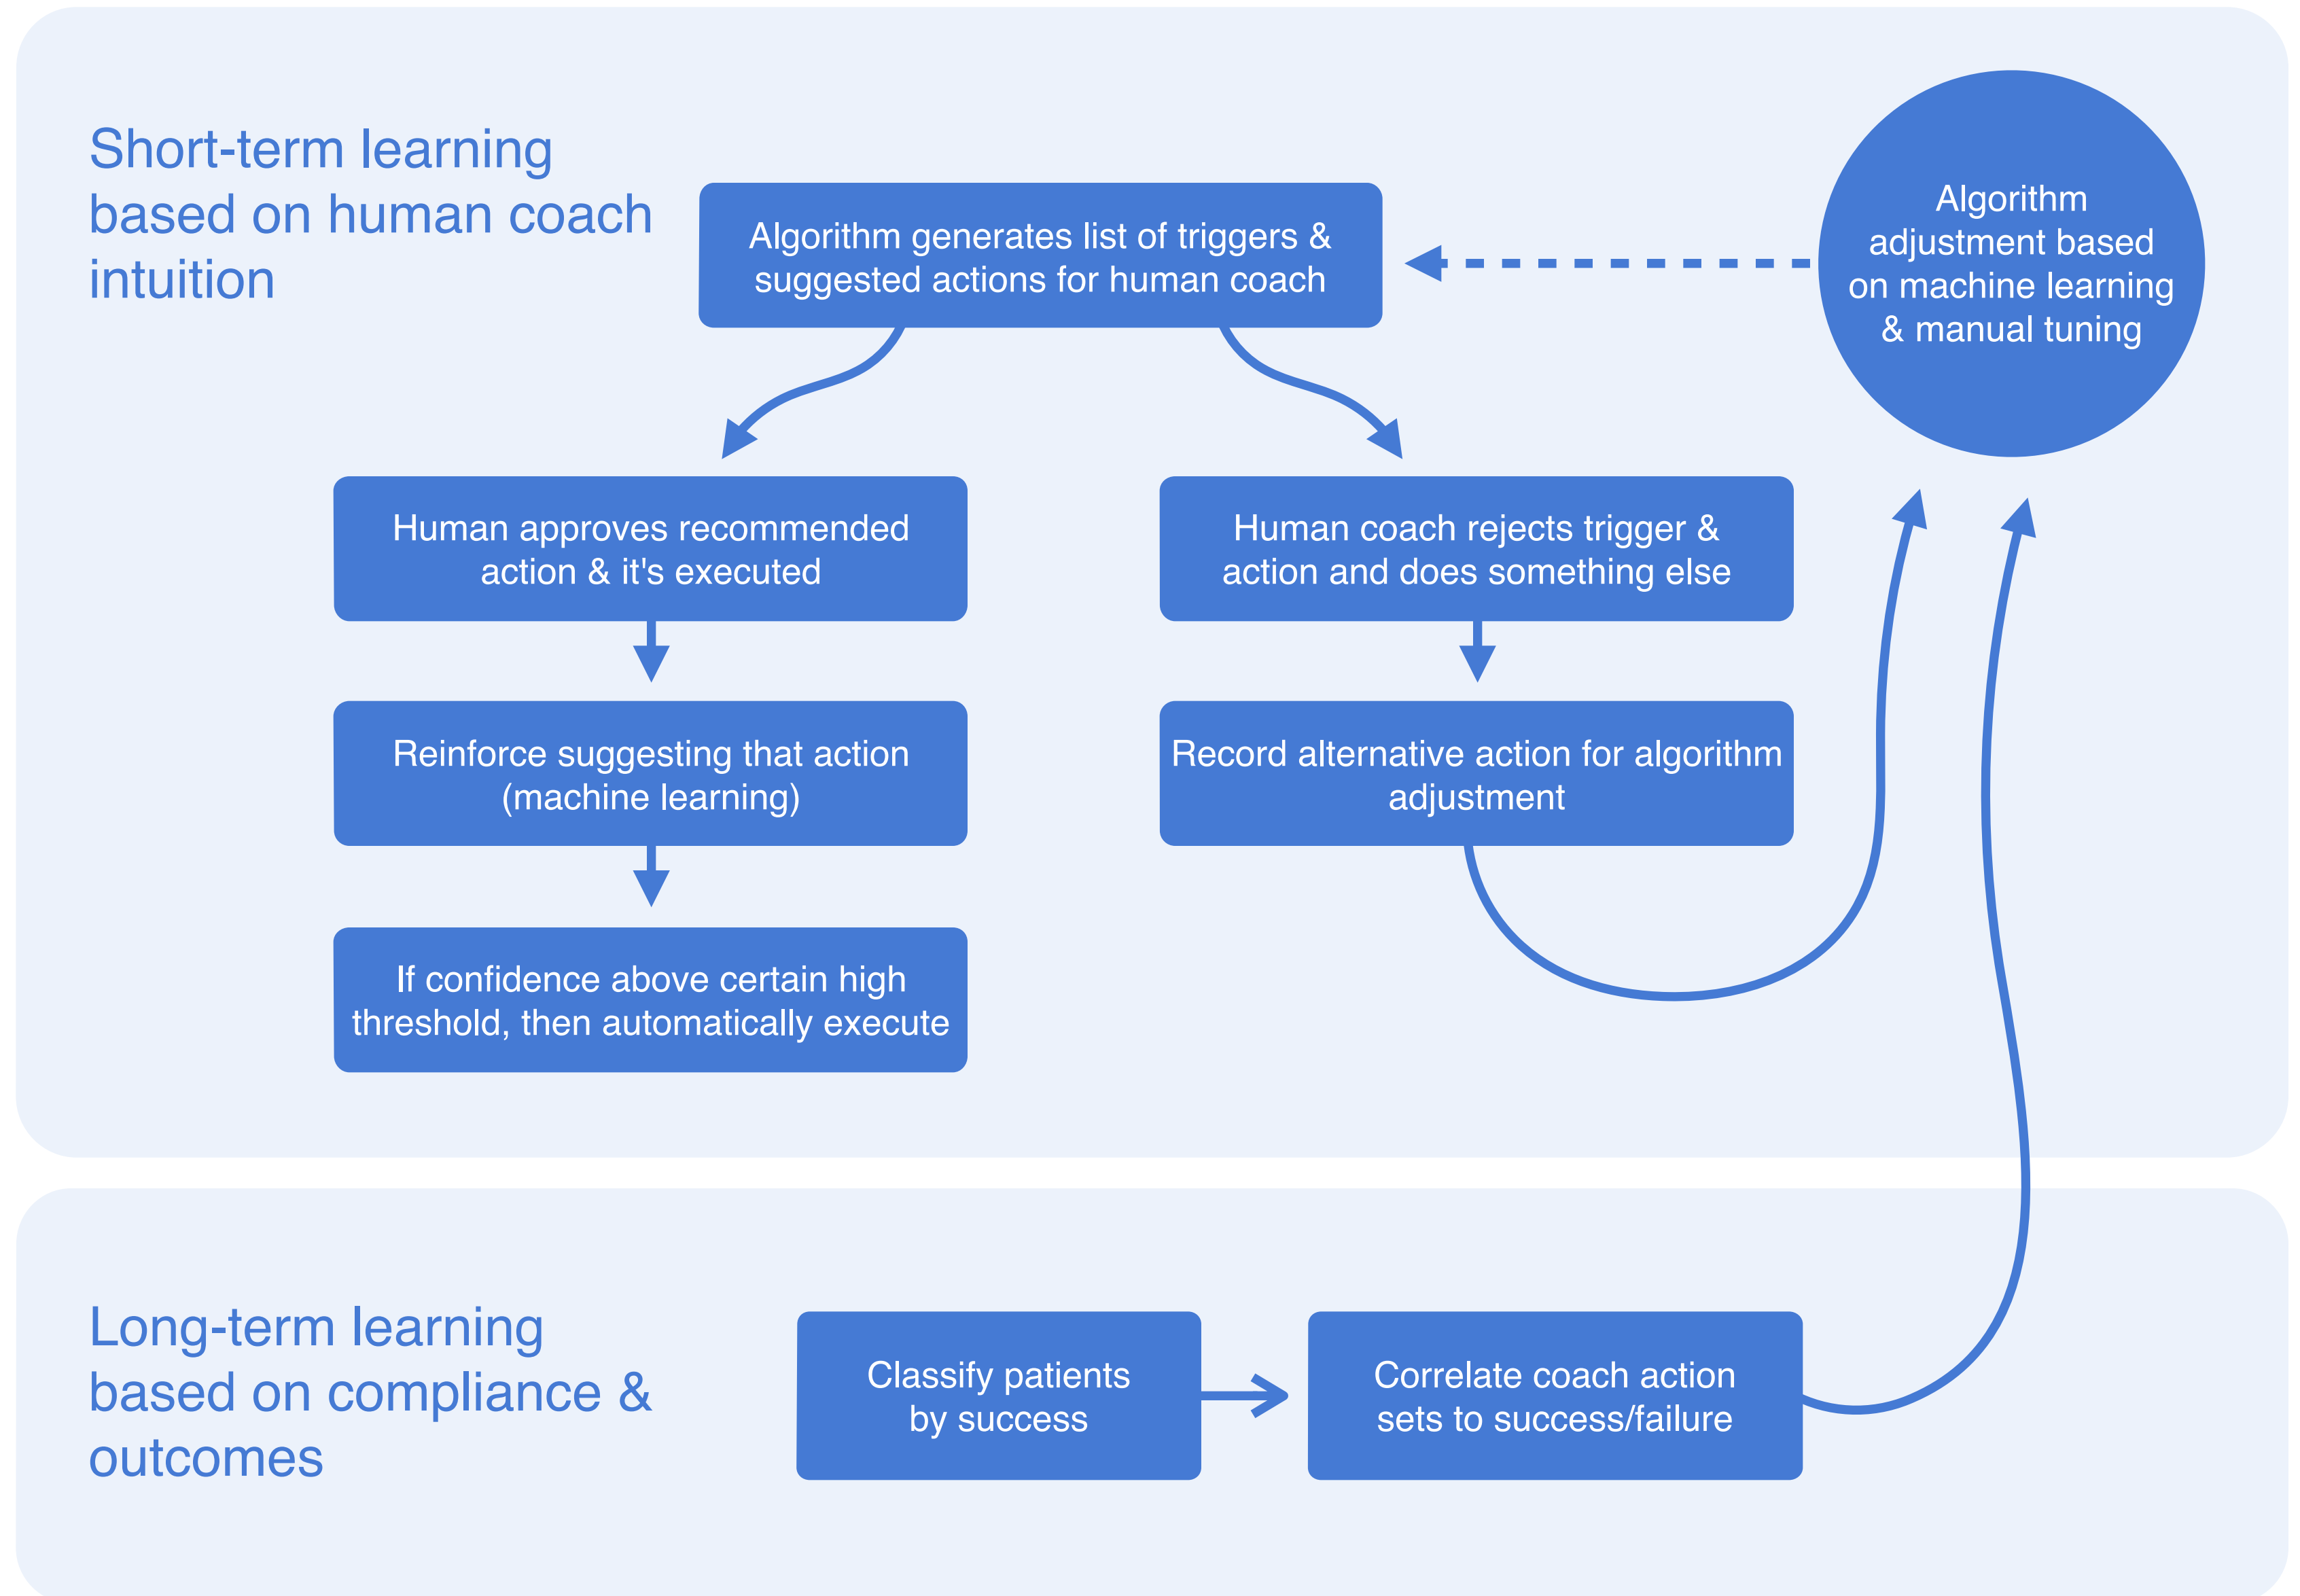 Short-term learning
based on human coach
intuition
Algorithm generates list of triggers &
suggested actions for human coach
Algorithm
adjustment based
on machine learning
& manual tuning
Human approves recommended
action & it's executed
Human coach rejects trigger &
action and does something else
Reinforce suggesting that action
(machine learning)
Record alternative action for algorithm
adjustment
If confidence above certain high
threshold, then automatically execute
Long-term learning
based on compliance &
outcomes
Classify patients
by success
Correlate coach action
sets to success/failure